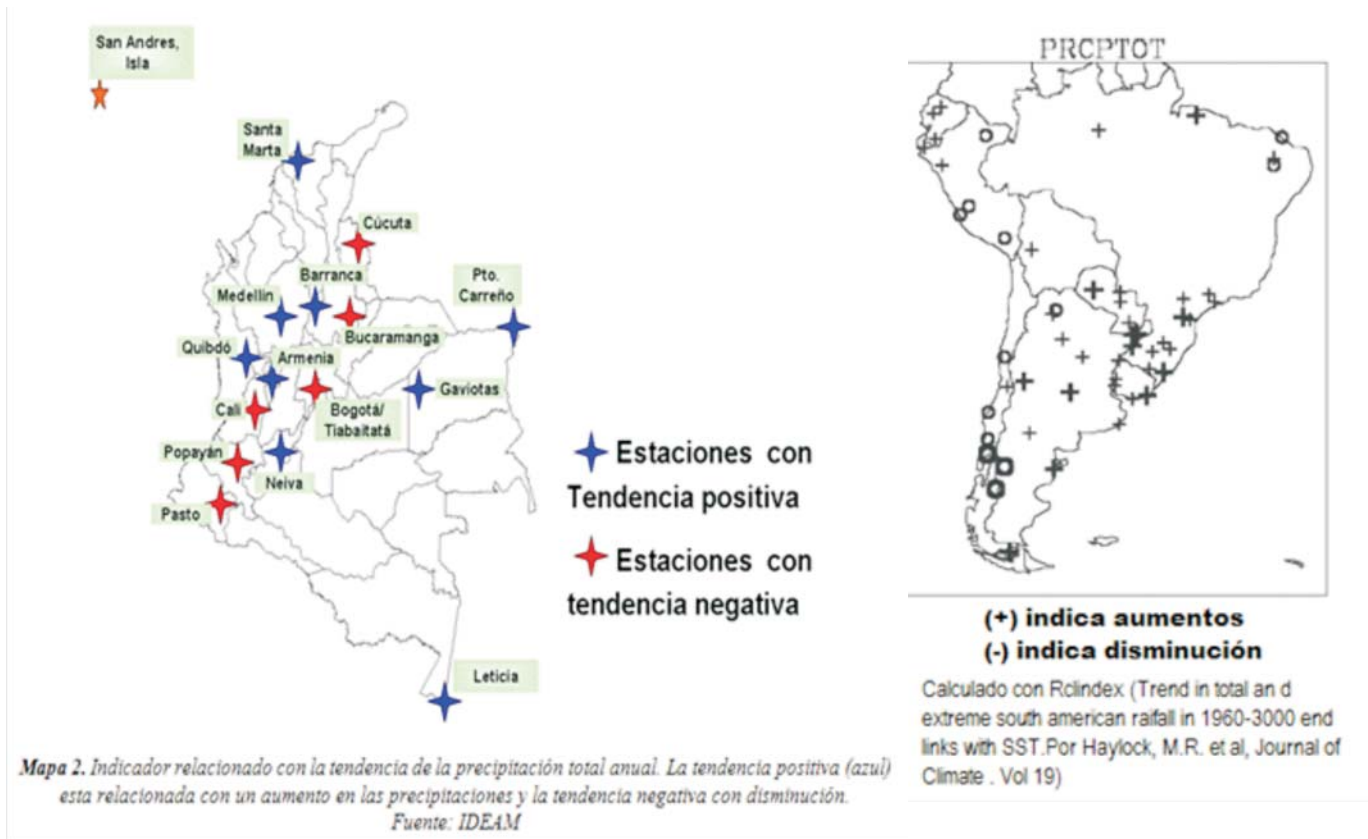 San Andres,
Isla
Santa
Marta
Cúcuta
Barranca
Pto.
Carreño
Medellin
Bucaramanga
Quibdó
Armenia
Gaviotas
Cali
Bogotá/
Tiabaitatá
Popayán
Neiva
Pasto
Leticia
Estaciones con
Tendencia positiva
Estaciones con
tendencia negativa
Mapa 2. Indicador relacionado con la tendencia de la precipitación total anual. La tendencia positiva (azul)
esta relacionada con un aumento en las precipitaciones y la tendencia negativa con disminución.
Fuente: IDEAM
PRCPTOT
(+) indica aumentos
(-) indica disminución
Calculado con Rclindex (Trend in total an d
extreme south american raifall in 1960-3000 end
links with SST.Por Haylock, M.R. et al, Journal of
Climate . Vol 19)